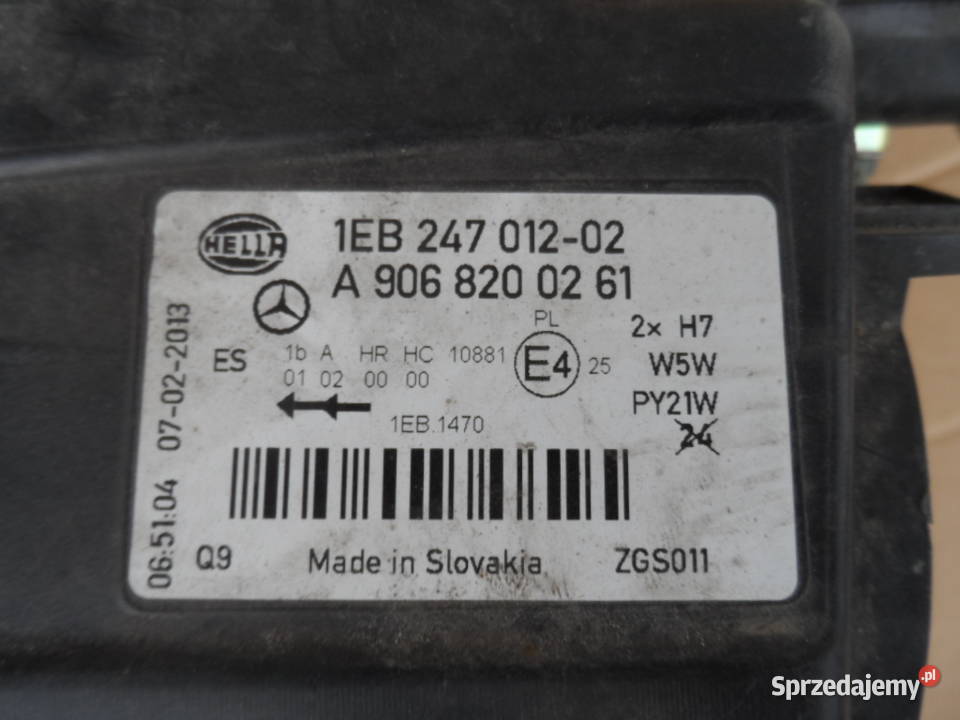 HELLA
1EB 247 012-02
A 906 820 02 61
06:51:04 07-02-2013
ES
1b A HR HC 10881
01 02 00 00
PL
E4
25
2x H7
W5W
PY21W
24
1EB.1470
Q9
Made in Slovakia
ZGS011
Sprzedajemy.pl